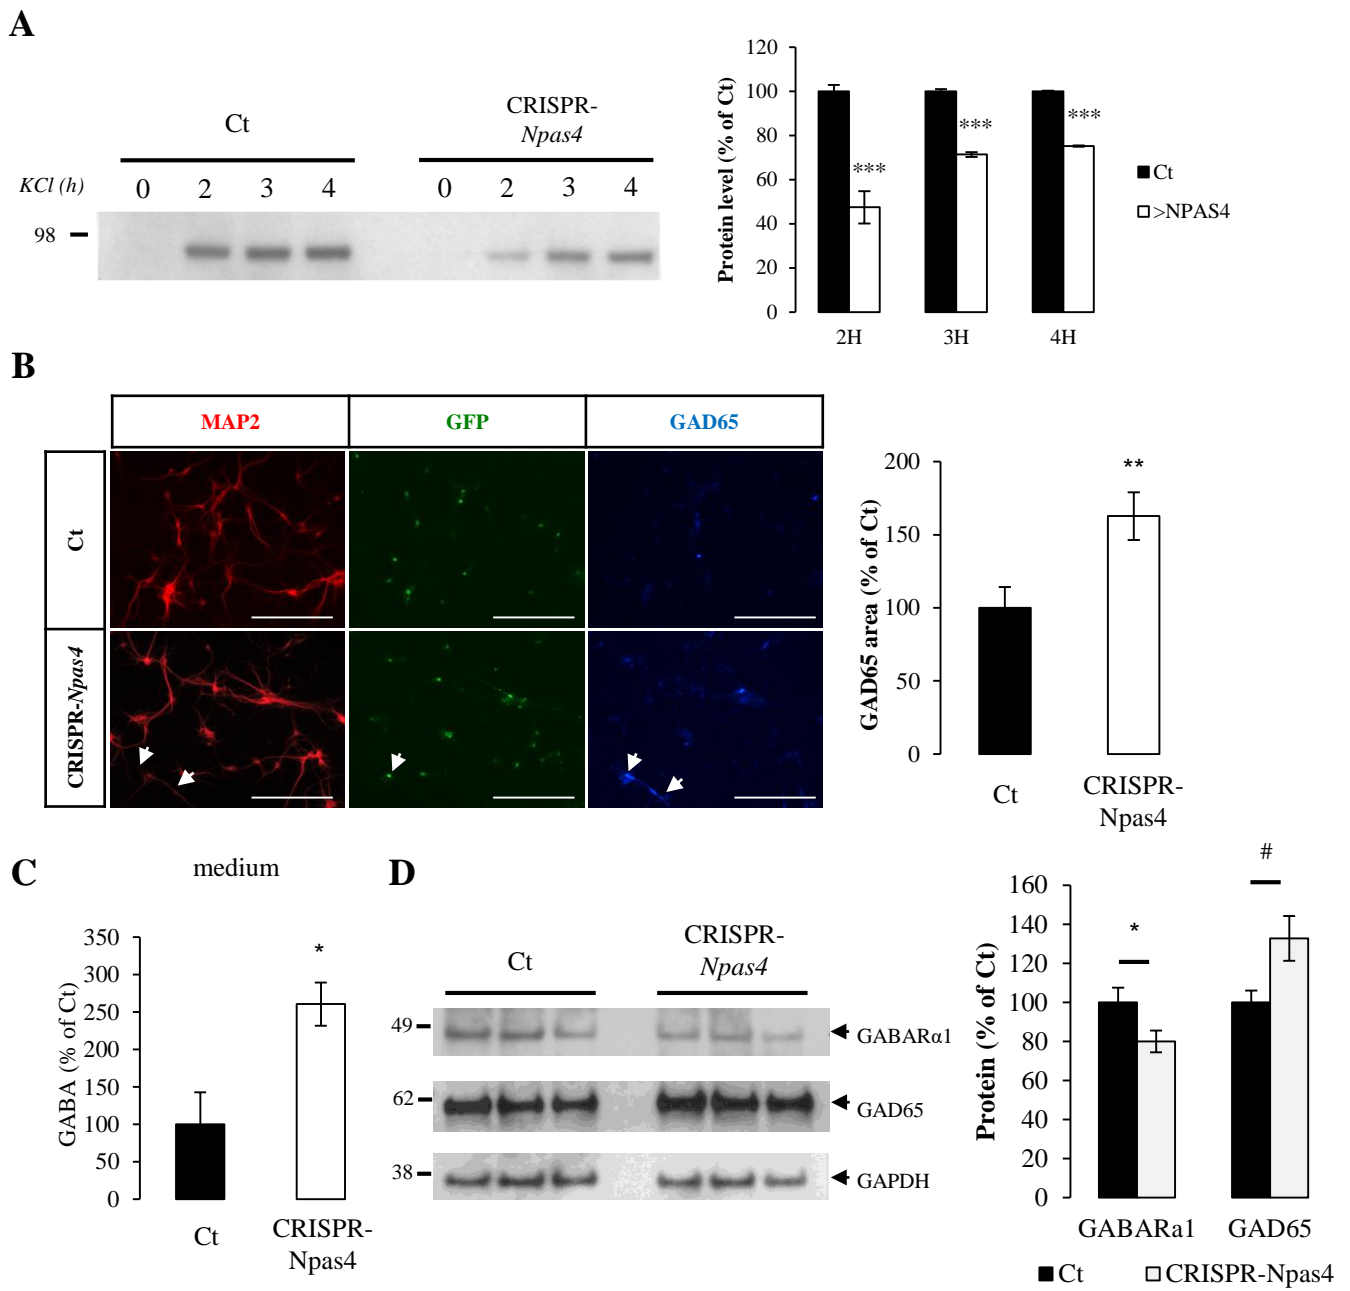 A
Ct
CRISPR-
Npas4
KCl (h)
0 2 3 4 0 2 3 4
98
Protein level (% of Ct)
120
100
80
60
40
20
0
***
***
***
2H 3H 4H
Ct
>NPAS4
B
MAP2 GFP GAD65
Ct
CRISPR-Npas4
GAD65 area (% of Ct)
200
150
100
50
0
**
Ct
CRISPR-
Npas4
C
medium
GABA (% of Ct)
350
300
250
200
150
100
50
0
*
Ct
CRISPR-
Npas4
D
Ct
CRISPR-
Npas4
49
GABARα1
62
GAD65
38
GAPDH
Protein (% of Ct)
160
140
120
100
80
60
40
20
0
*
#
GABARa1 GAD65
Ct CRISPR-Npas4